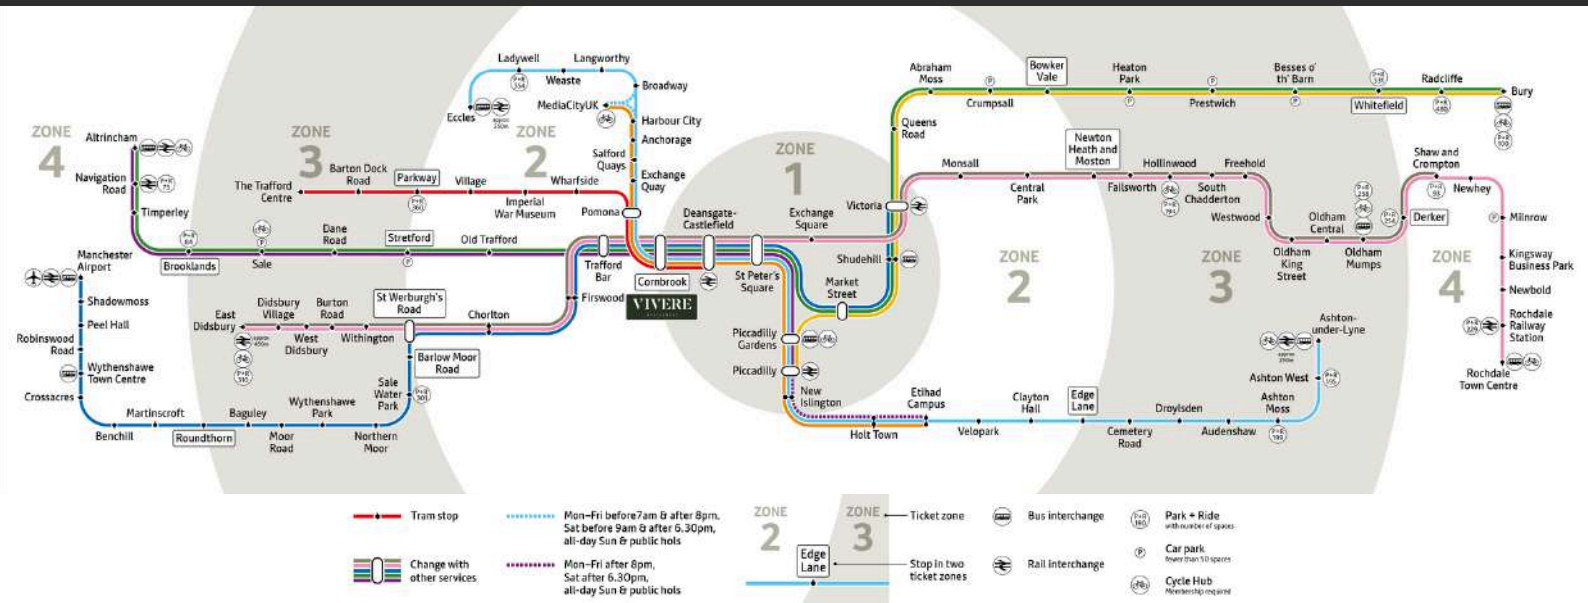 ZONE
4
ZONE
3
ZONE
2
ZONE
1
ZONE
2
ZONE
3
ZONE
4
Altrincham
Navigation
Road
Timperley
Brooklands
Sale
Dane
Road
Stretford
Old Trafford
The Trafford
Centre
Barton Dock
Road
Parkway
Village
Imperial
War Museum
Wharfside
Pomona
Eccles
Ladywell
Weaste
Langworthy
Broadway
MediaCityUK
Harbour City
Anchorage
Salford
Quays
Exchange
Quay
Manchester
Airport
Shadowmoss
Peel Hall
Robinswood
Road
Wythenshawe
Town Centre
Crossacres
Benchill
Martinscroft
Roundthorn
Baguley
Moor
Road
Wythenshawe
Park
Northern
Moor
Sale
Water
Park
Barlow Moor
Road
St Werburgh's
Road
East
Didsbury
Didsbury
Village
West
Didsbury
Burton
Road
Withington
Chorlton
Firswood
Trafford
Bar
Cornbrook
VIVERE
Deansgate-
Castlefield
St Peter's
Square
Exchange
Square
Victoria
Shudehill
Market
Street
Piccadilly
Gardens
Piccadilly
New
Islington
Holt Town
Etihad
Campus
Velopark
Clayton
Hall
Edge
Lane
Cemetery
Road
Droylsden
Audenshaw
Ashton
Moss
Ashton West
Ashton-
under-Lyne
Queens
Road
Abraham
Moss
Crumpsall
Bowker
Vale
Heaton
Park
Prestwich
Besses o'
th' Barn
Whitefield
Radcliffe
Bury
Monsall
Central
Park
Newton
Heath and
Moston
Failsworth
Hollinwood
South
Chadderton
Freehold
Westwood
Oldham
King
Street
Oldham
Central
Oldham
Mumps
Derker
Shaw and
Crompton
Newhey
Milnrow
Kingsway
Business Park
Newbold
Rochdale
Railway
Station
Rochdale
Town Centre
Tram stop
Change with
other services
Mon–Fri before7am & after 8pm,
Sat before 9am & after 6.30pm,
all-day Sun & public hols
Mon–Fri after 8pm,
Sat after 6.30pm,
all-day Sun & public hols
ZONE
2
ZONE
3
Edge
Lane
Ticket zone
Stop in two
ticket zones
Bus interchange
Rail interchange
Park + Ride
with number of spaces
P
Car park
fewer than 50 spaces
Cycle Hub
Membership required